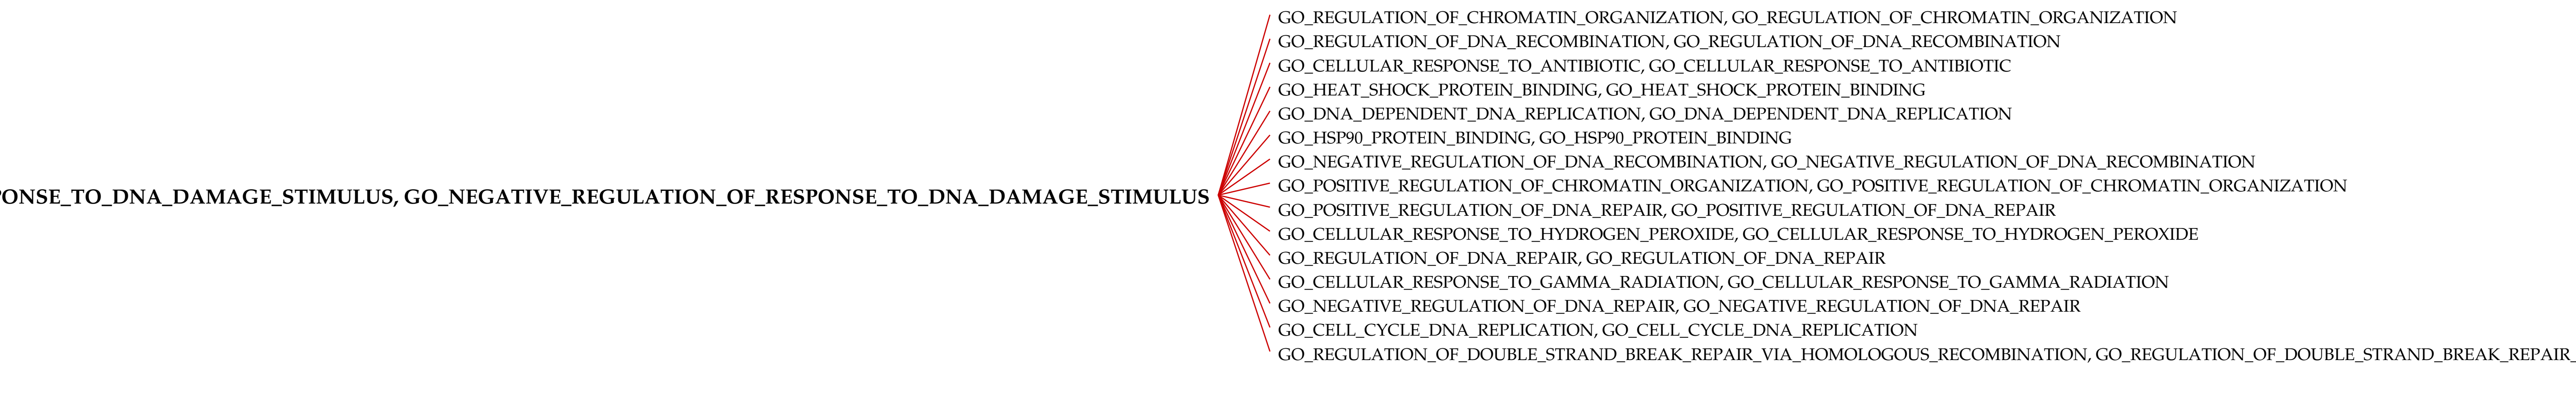 GO_REGULATION_OF_CHROMATIN_ORGANIZATION, GO_REGULATION_OF_CHROMATIN_ORGANIZATION
GO_REGULATION_OF_DNA_RECOMBINATION, GO_REGULATION_OF_DNA_RECOMBINATION
GO_CELLULAR_RESPONSE_TO_ANTIBIOTIC, GO_CELLULAR_RESPONSE_TO_ANTIBIOTIC
GO_HEAT_SHOCK_PROTEIN_BINDING, GO_HEAT_SHOCK_PROTEIN_BINDING
GO_DNA_DEPENDENT_DNA_REPLICATION, GO_DNA_DEPENDENT_DNA_REPLICATION
GO_HSP90_PROTEIN_BINDING, GO_HSP90_PROTEIN_BINDING
GO_NEGATIVE_REGULATION_OF_DNA_RECOMBINATION, GO_NEGATIVE_REGULATION_OF_DNA_RECOMBINATION
GO_POSITIVE_REGULATION_OF_CHROMATIN_ORGANIZATION, GO_POSITIVE_REGULATION_OF_CHROMATIN_ORGANIZATION
ONSE_TO_DNA_DAMAGE_STIMULUS, GO_NEGATIVE_REGULATION_OF_RESPONSE_TO_DNA_DAMAGE_STIMULUS
GO_POSITIVE_REGULATION_OF_DNA_REPAIR, GO_POSITIVE_REGULATION_OF_DNA_REPAIR
GO_CELLULAR_RESPONSE_TO_HYDROGEN_PEROXIDE, GO_CELLULAR_RESPONSE_TO_HYDROGEN_PEROXIDE
GO_REGULATION_OF_DNA_REPAIR, GO_REGULATION_OF_DNA_REPAIR
GO_CELLULAR_RESPONSE_TO_GAMMA_RADIATION, GO_CELLULAR_RESPONSE_TO_GAMMA_RADIATION
GO_NEGATIVE_REGULATION_OF_DNA_REPAIR, GO_NEGATIVE_REGULATION_OF_DNA_REPAIR
GO_CELL_CYCLE_DNA_REPLICATION, GO_CELL_CYCLE_DNA_REPLICATION
GO_REGULATION_OF_DOUBLE_STRAND_BREAK_REPAIR_VIA_HOMOLOGOUS_RECOMBINATION, GO_REGULATION_OF_DOUBLE_STRAND_BREAK_REPAIR_